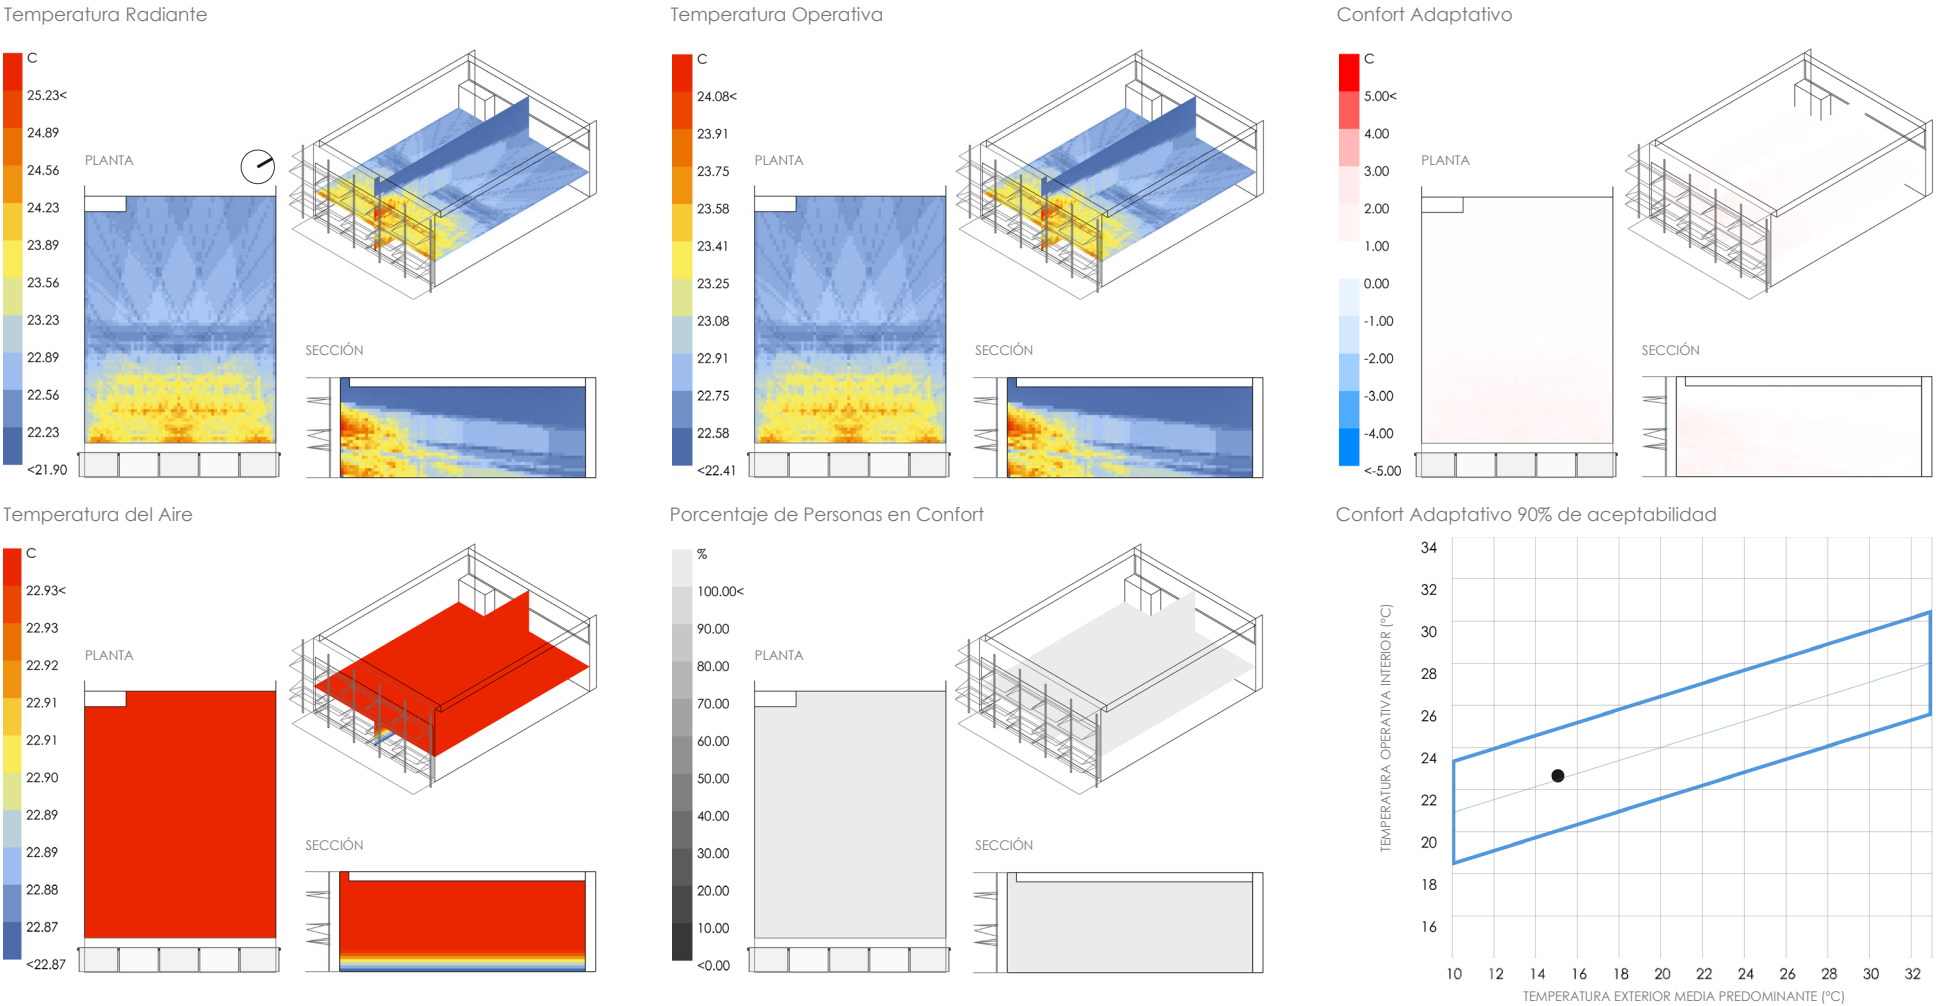 Temperatura Radiante
C
25.23<
24.89
24.56
24.23
23.89
23.56
23.23
22.89
22.56
22.23
<21.90
PLANTA
SECCIÓN
Temperatura Operativa
C
24.08<
23.91
23.75
23.58
23.41
23.25
23.08
22.91
22.75
22.58
<22.41
PLANTA
SECCIÓN
Confort Adaptativo
C
5.00<
4.00
3.00
2.00
1.00
0.00
-1.00
-2.00
-3.00
-4.00
<-5.00
PLANTA
SECCIÓN
Temperatura del Aire
C
22.93<
22.93
22.92
22.91
22.91
22.90
22.89
22.89
22.88
22.87
<22.87
PLANTA
SECCIÓN
Porcentaje de Personas en Confort
%
100.00<
90.00
80.00
70.00
60.00
50.00
40.00
30.00
20.00
10.00
<0.00
PLANTA
SECCIÓN
Confort Adaptativo 90% de aceptabilidad
TEMPERATURA OPERATIVA INTERIOR (°C)
34
32
30
28
26
24
22
20
18
16
10 12 14 16 18 20 22 24 26 28 30 32
TEMPERATURA EXTERIOR MEDIA PREDOMINANTE (°C)